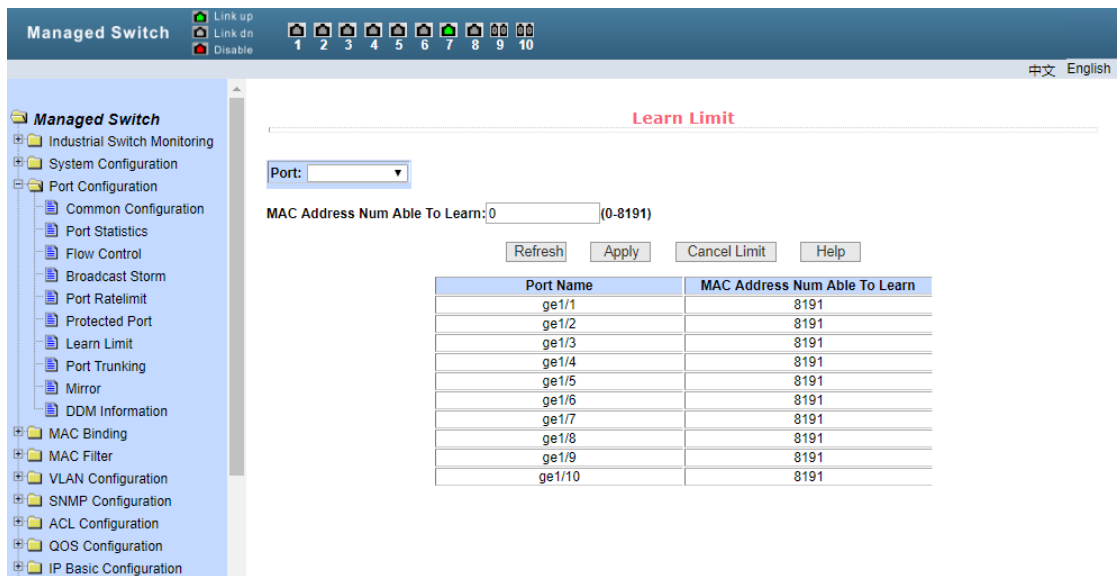 Managed Switch
Link up
Link dn
Disable
1 2 3 4 5 6 7 8 9 10
中文 English
Managed Switch
Industrial Switch Monitoring
System Configuration
Port Configuration
Common Configuration
Port Statistics
Flow Control
Broadcast Storm
Port Ratelimit
Protected Port
Learn Limit
Port Trunking
Mirror
DDM Information
MAC Binding
MAC Filter
VLAN Configuration
SNMP Configuration
ACL Configuration
QOS Configuration
IP Basic Configuration
Learn Limit
Port:
MAC Address Num Able To Learn: 0 (0-8191)
Refresh Apply Cancel Limit Help
Port Name MAC Address Num Able To Learn
ge1/1 8191
ge1/2 8191
ge1/3 8191
ge1/4 8191
ge1/5 8191
ge1/6 8191
ge1/7 8191
ge1/8 8191
ge1/9 8191
ge1/10 8191